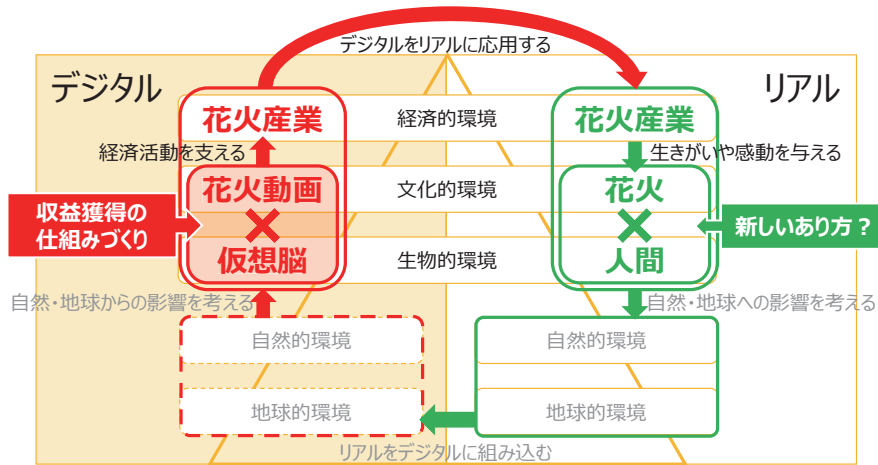 デジタルをリアルに応用する
デジタル
リアル
花火産業
経済的環境
花火産業
経済活動を支える
生きがいや感動を与える
花火動画
文化的環境
花火
収益獲得の
仕組みづくり
×
×
新しいあり方？
仮想脳
生物的環境
人間
自然・地球からの影響を考える
自然・地球への影響を考える
自然的環境
自然的環境
地球的環境
地球的環境
リアルをデジタルに組み込む